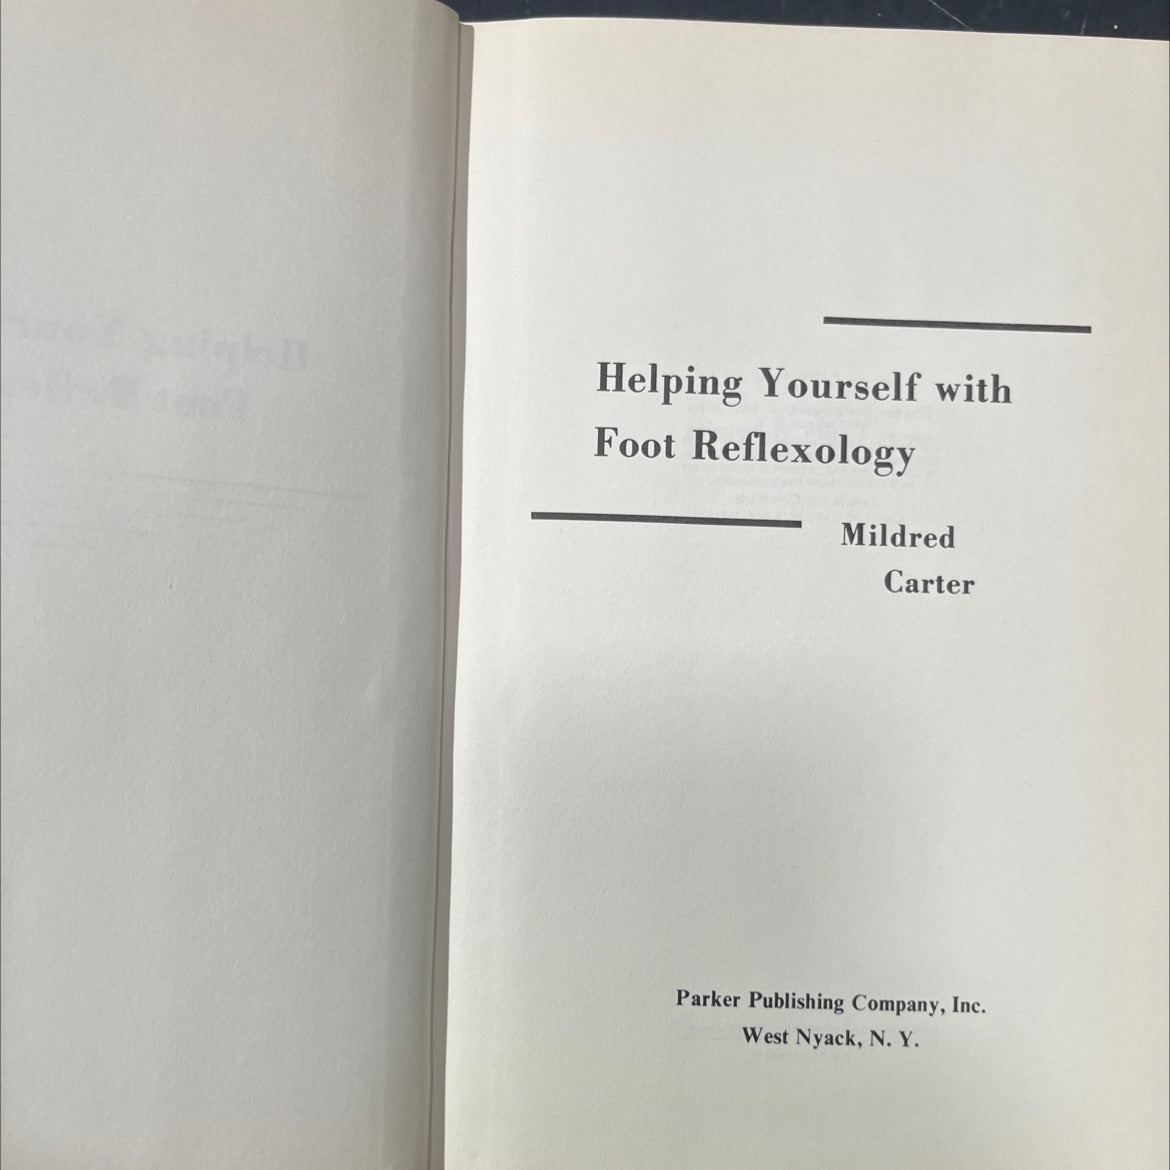 Helping Yourself with
Foot Reflexology
Mildred
Carter
Parker Publishing Company, Inc.
West Nyack, N. Y.